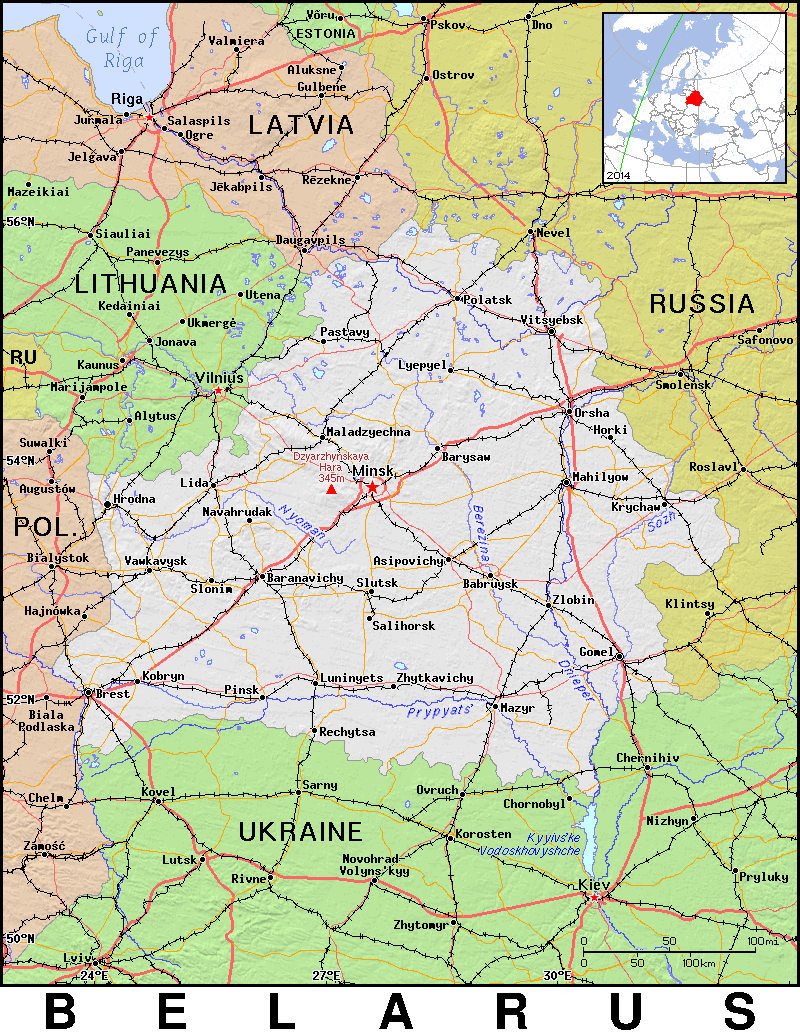 Gulf of
Riga
Võru
ESTONIA
Pskov
Dno
Valmiera
Aluksne
Gulbene
Ostrov
Riga
Jurmala
Salaspils
Ogre
LATVIA
Jelgava
Jēkabpils
Rēzekne
2014
Mazeikiai
56°N
Siauliai
Daugavpils
Nevel
Panevezys
LITHUANIA
Utena
Kedainiai
Polatsk
RUSSIA
Ukmergė
Vitsyebsk
Pastavy
Jonava
Safonovo
RU
Kaunus
Lyepyel
Vilnius
Marijampole
Smolensk
Alytus
Orsha
Suwalki
Maladzyechna
Horki
54°N
Dzyarzhynskaya
Hara
345m
Minsk
Barysaw
Roslavl
Augustów
Lida
Mahilyow
Hrodna
Krychaw
Navahrudak
Nyoman
Berezina
Sozh
POL.
Bialystok
Vawkavysk
Asipovichy
Slonim
Baranavichy
Slutsk
Babruysk
Zlobin
Klintsy
Hajnówka
Salihorsk
Gomel
Kobryn
Luninyets
Zhytkavichy
Dnieper
52°N
Brest
Pinsk
Biala
Podlaska
Prypyats'
Mazyr
Rechytsa
Chernihiv
Chelm
Kovel
Sarny
Ovruch
Chornobyl
Nizhyn
UKRAINE
Korosten
Kyyivs'ke
Vodoskhovyshche
Zamość
Lutsk
Novohrad-
Volyns'kyy
Rivne
Pryluky
Kiev
Zhytomyr
50°N
0 50 100mi
0 50 100km
Lviv
24°E
27°E
30°E
BELARUS